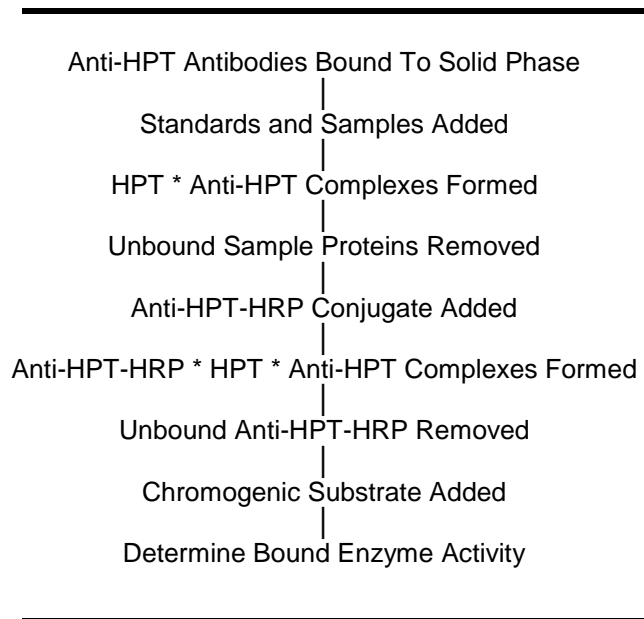 Anti-HPT Antibodies Bound To Solid Phase
Standards and Samples Added
HPT * Anti-HPT Complexes Formed
Unbound Sample Proteins Removed
Anti-HPT-HRP Conjugate Added
Anti-HPT-HRP * HPT * Anti-HPT Complexes Formed
Unbound Anti-HPT-HRP Removed
Chromogenic Substrate Added
Determine Bound Enzyme Activity